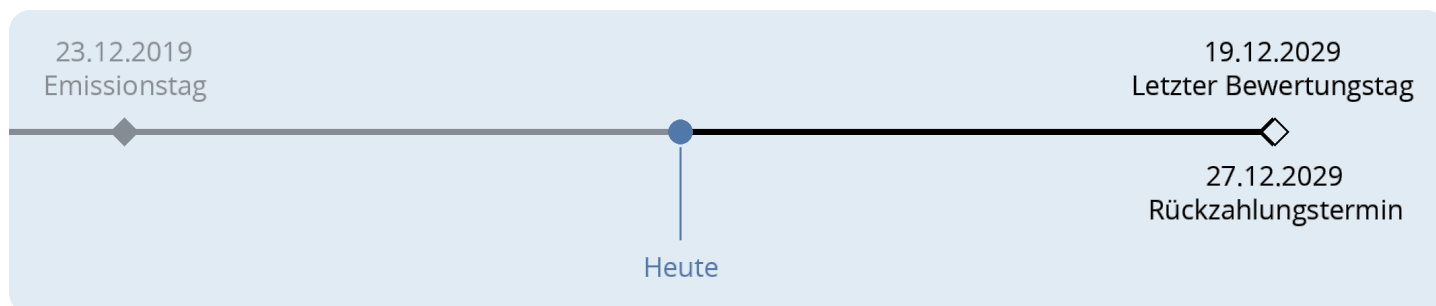 23.12.2019
Emissionstag
19.12.2029
Letzter Bewertungstag
27.12.2029
Rückzahlungstermin
Heute